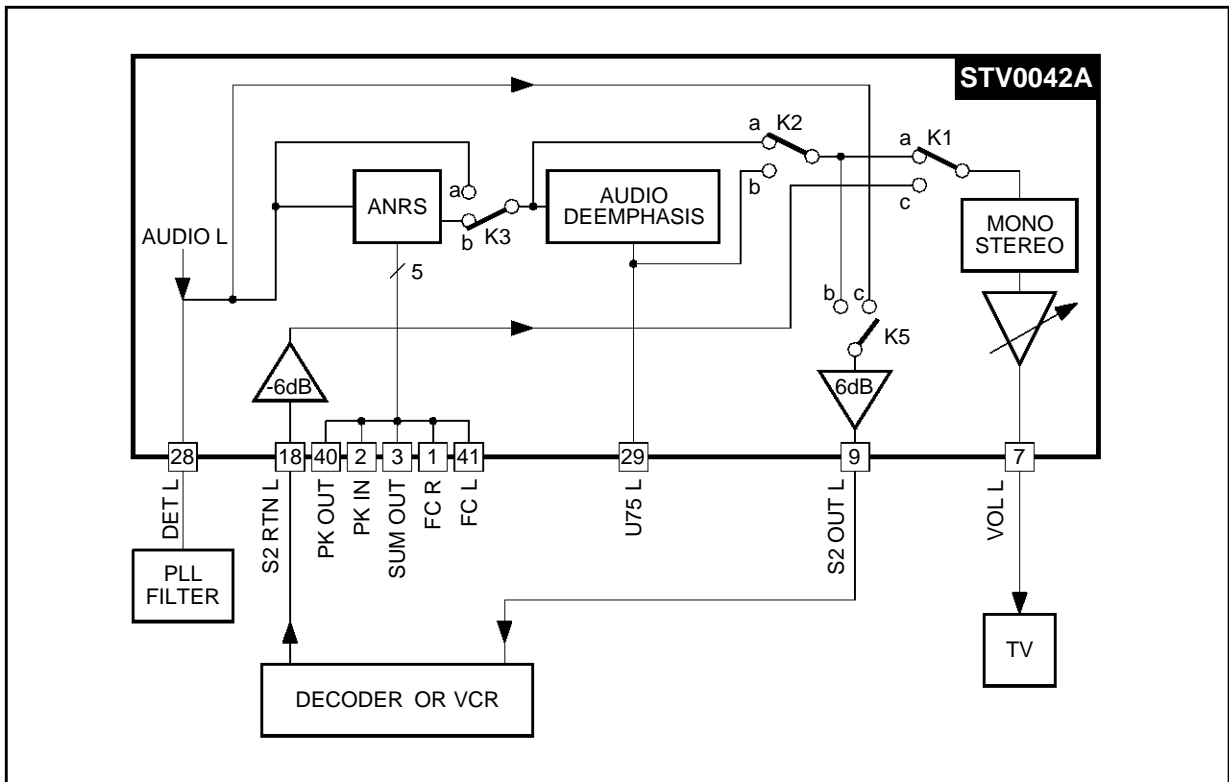 STV0042A
a K2
a K1
b
c
a
ANRS
b K3
AUDIO
DEEMPHASIS
MONO
STEREO
AUDIO L
5
b c
K5
-6dB
6dB
28
18
40
2
3
1
41
29
9
7
DET L
S2 RTN L
PK OUT
PK IN
SUM OUT
FC R
FC L
U75 L
S2 OUT L
VOL L
PLL
FILTER
TV
DECODER OR VCR